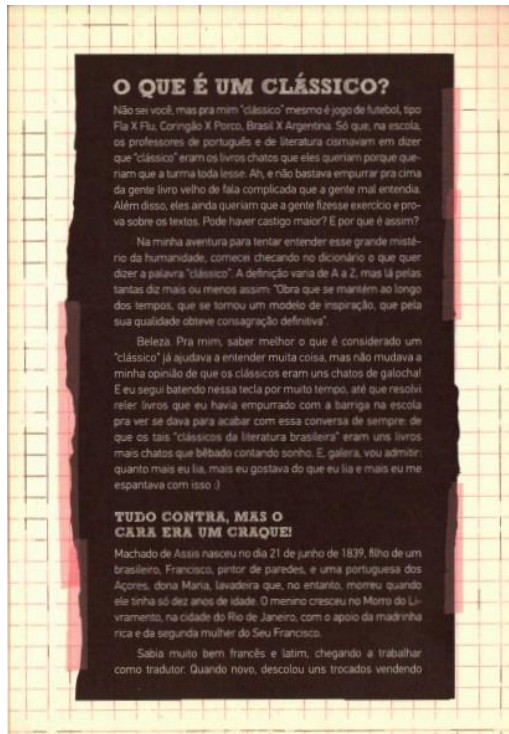 O QUE É UM CLÁSSICO?
Não sei você, mas pra mim "clássico" mesmo é jogo de futebol, tipo
Fla X Flu, Coringão X Porco, Brasil X Argentina. Só que, na escola,
os professores de português e de literatura cismavam em dizer
que "clássico" eram os livros chatos que eles queriam porque que-
riam que a turma toda lesse. Ah, e não bastava empurrar pra cima
da gente livro velho de fala complicada que a gente mal entendia.
Além disso, eles ainda queriam que a gente fizesse exercício e pro-
va sobre os textos. Pode haver castigo maior? E por que é assim?
Na minha aventura para tentar entender esse grande misté-
rio da humanidade, comecei checando no dicionário o que quer
dizer a palavra "clássico". A definição varia de A a Z, mas lá pelas
tantas diz mais ou menos assim: "Obra que se mantém ao longo
dos tempos, que se tornou um modelo de inspiração, que pela
sua qualidade obteve consagração definitiva".
Beleza. Pra mim, saber melhor o que é considerado um
"clássico" já ajudava a entender muita coisa, mas não mudava a
minha opinião de que os clássicos eram uns chatos de galocha!
E eu segui batendo nessa tecla por muito tempo, até que resolvi
reler livros que eu havia empurrado com a barriga na escola
pra ver se dava para acabar com essa conversa de sempre: de
que os tais "clássicos da literatura brasileira" eram uns livros
mais chatos que bêbado contando sonho. E, galera, vou admitir:
quanto mais eu lia, mais eu gostava do que eu lia e mais eu me
espantava com isso :)
TUDO CONTRA, MAS O
CARA ERA UM CRAQUE!
Machado de Assis nasceu no dia 21 de junho de 1839, filho de um
brasileiro, Francisco, pintor de paredes, e uma portuguesa dos
Açores, dona Maria, lavadeira que, no entanto, morreu quando
ele tinha só dez anos de idade. O menino cresceu no Morro do Li-
vramento, na cidade do Rio de Janeiro, com o apoio da madrinha
rica e da segunda mulher do Seu Francisco.
Sabia muito bem francês e latim, chegando a trabalhar
como tradutor. Quando novo, descolou uns trocados vendendo